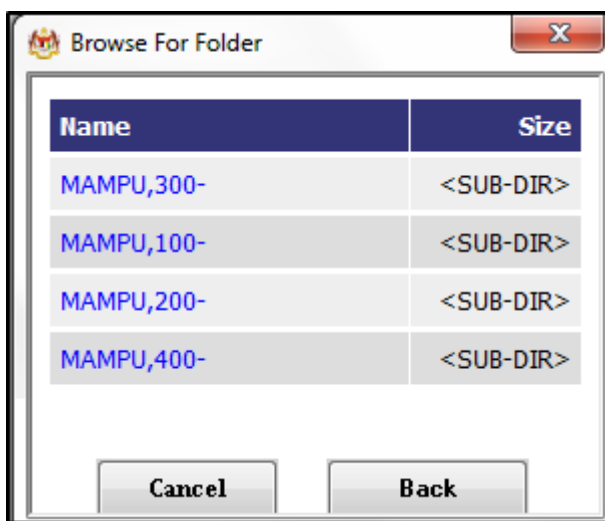 Browse For Folder
Name Size
MAMPU,300- <SUB-DIR>
MAMPU,100- <SUB-DIR>
MAMPU,200- <SUB-DIR>
MAMPU,400- <SUB-DIR>
Cancel Back